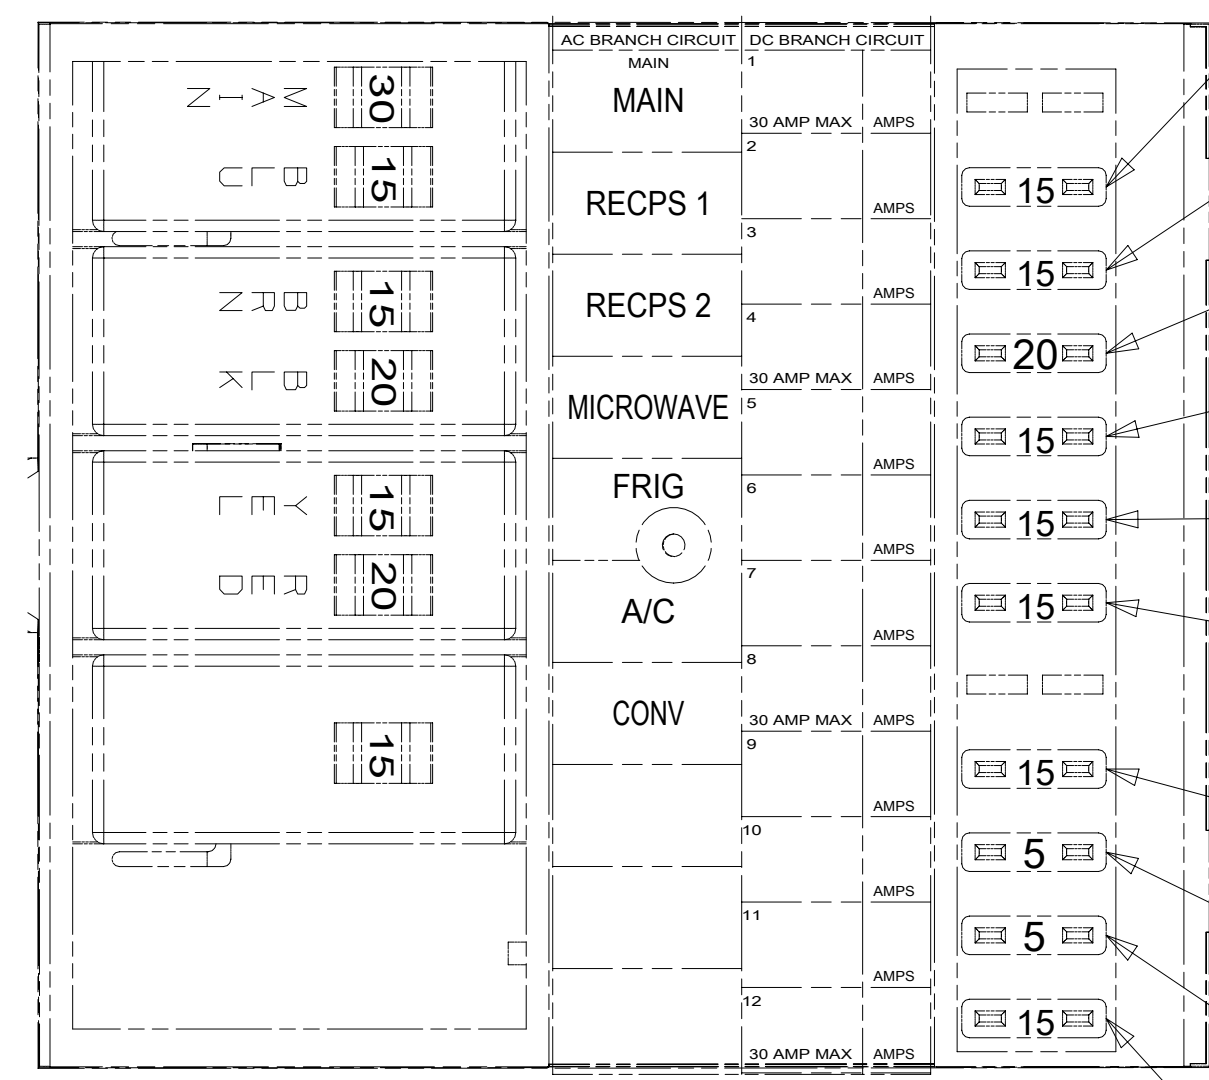 30
MAIN
15
BLU
15
BRN
20
BLK
15
YEL
20
RED
15
AC BRANCH CIRCUIT
MAIN
MAIN
RECPS 1
RECPS 2
MICROWAVE
FRIG
A/C
CONV
DC BRANCH CIRCUIT
1
30 AMP MAX AMPS
2
AMPS
3
AMPS
4
30 AMP MAX AMPS
5
AMPS
6
AMPS
7
AMPS
8
30 AMP MAX AMPS
9
AMPS
10
AMPS
11
AMPS
12
30 AMP MAX AMPS
15
15
20
15
15
15
15
5
5
15